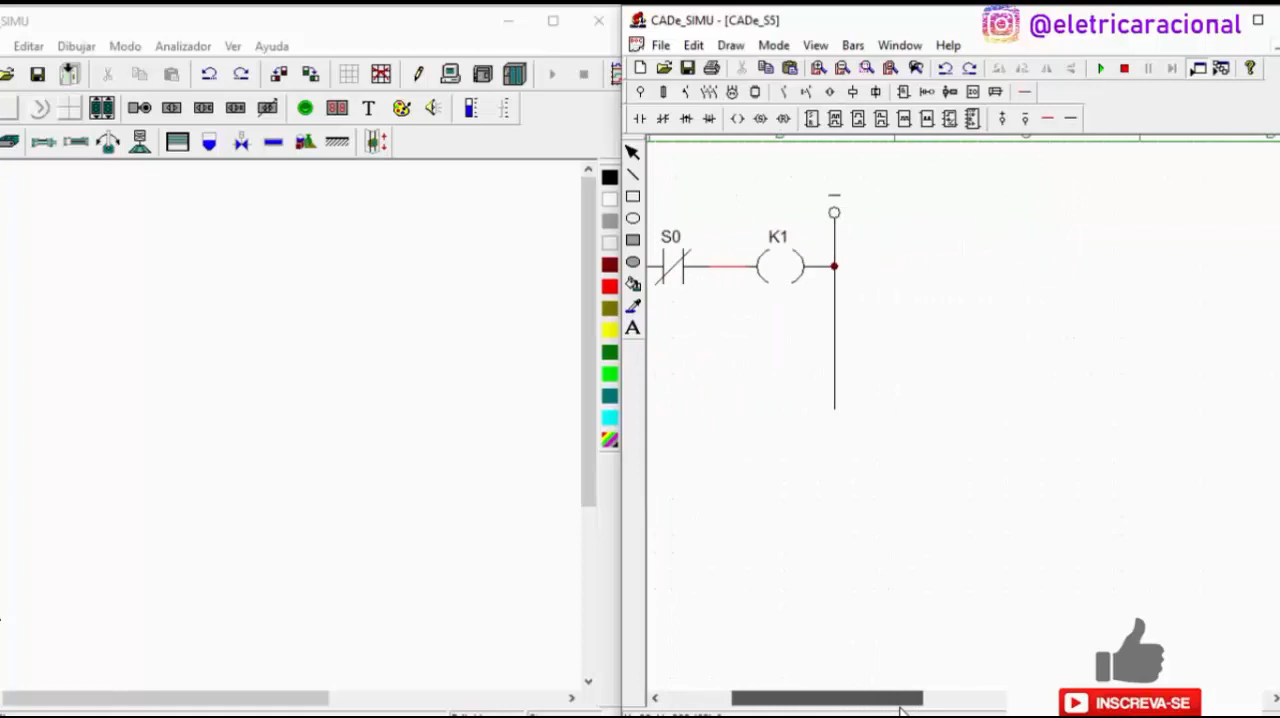 SIMU
Editar Dibujar Modo Analizador Ver Ayuda
T
CADe_SIMU - [CADe_S5]
@eletricaracional
File Edit Draw Mode View Bars Window Help
A
S0
K1
INSCREVA-SE